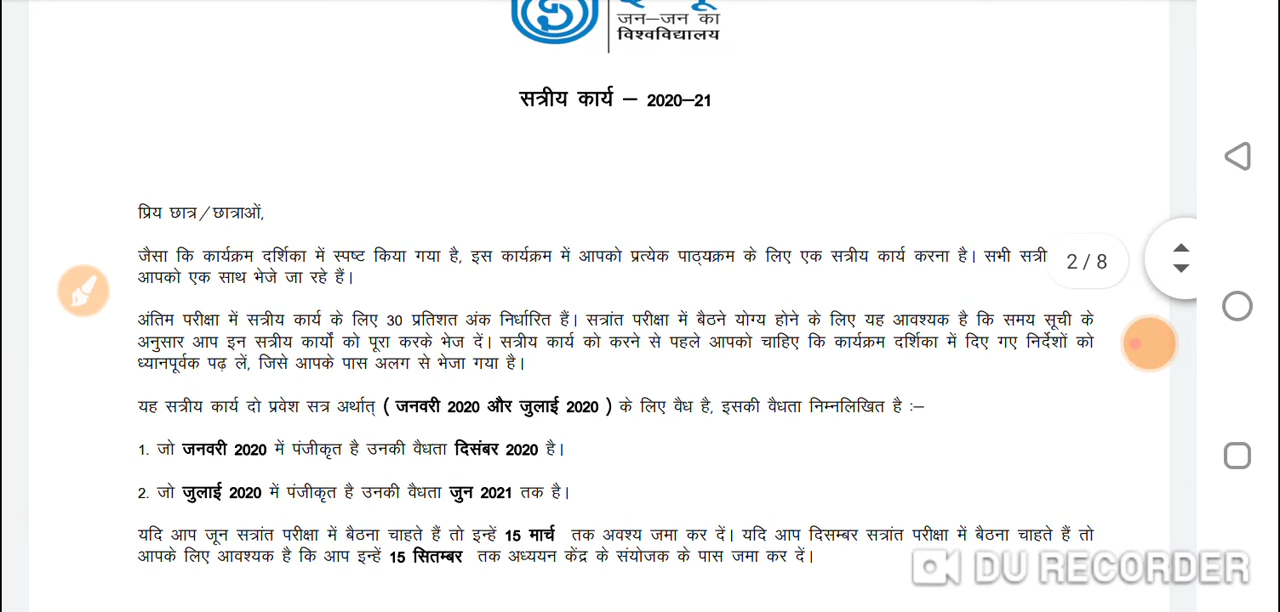 जन–जन का
विश्वविद्यालय
सत्रीय कार्य – 2020–21
प्रिय छात्र/छात्राओं,
जैसा कि कार्यक्रम दर्शिका में स्पष्ट किया गया है, इस कार्यक्रम में आपको प्रत्येक पाठ्यक्रम के लिए एक सत्रीय कार्य करना है। सभी सत्री
आपको एक साथ भेजे जा रहे हैं।
2 / 8
अंतिम परीक्षा में सत्रीय कार्य के लिए 30 प्रतिशत अंक निर्धारित हैं। सत्रांत परीक्षा में बैठने योग्य होने के लिए यह आवश्यक है कि समय सूची के
अनुसार आप इन सत्रीय कार्यों को पूरा करके भेज दें। सत्रीय कार्य को करने से पहले आपको चाहिए कि कार्यक्रम दर्शिका में दिए गए निर्देशों को
ध्यानपूर्वक पढ़ लें, जिसे आपके पास अलग से भेजा गया है।
यह सत्रीय कार्य दो प्रवेश सत्र अर्थात् ( जनवरी 2020 और जुलाई 2020 ) के लिए वैध है, इसकी वैधता निम्नलिखित है :–
1. जो जनवरी 2020 में पंजीकृत है उनकी वैधता दिसंबर 2020 है।
2. जो जुलाई 2020 में पंजीकृत है उनकी वैधता जुन 2021 तक है।
यदि आप जून सत्रांत परीक्षा में बैठना चाहते हैं तो इन्हें 15 मार्च तक अवश्य जमा कर दें। यदि आप दिसम्बर सत्रांत परीक्षा में बैठना चाहते हैं तो
आपके लिए आवश्यक है कि आप इन्हें 15 सितम्बर तक अध्ययन केंद्र के संयोजक के पास जमा कर दें।
DU RECORDER